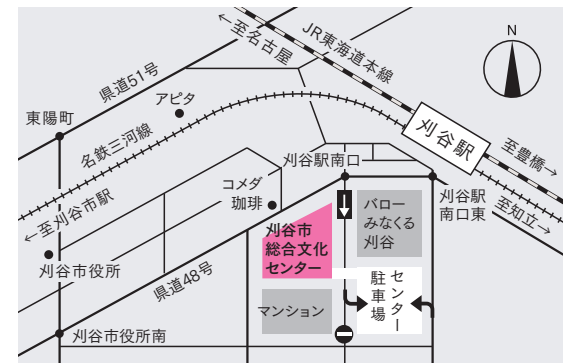 N
←至名古屋
JR東海道本線
県道51号
アピタ
東陽町
名鉄三河線
刈谷駅
至豊橋→
刈谷駅南口
コメダ
珈琲
バロー
みなくる
刈谷
刈谷駅
南口東
至知立→
←至刈谷市駅
刈谷市
総合文化
センター
刈谷市役所
県道48号
センター
駐車場
マンション
刈谷市役所南